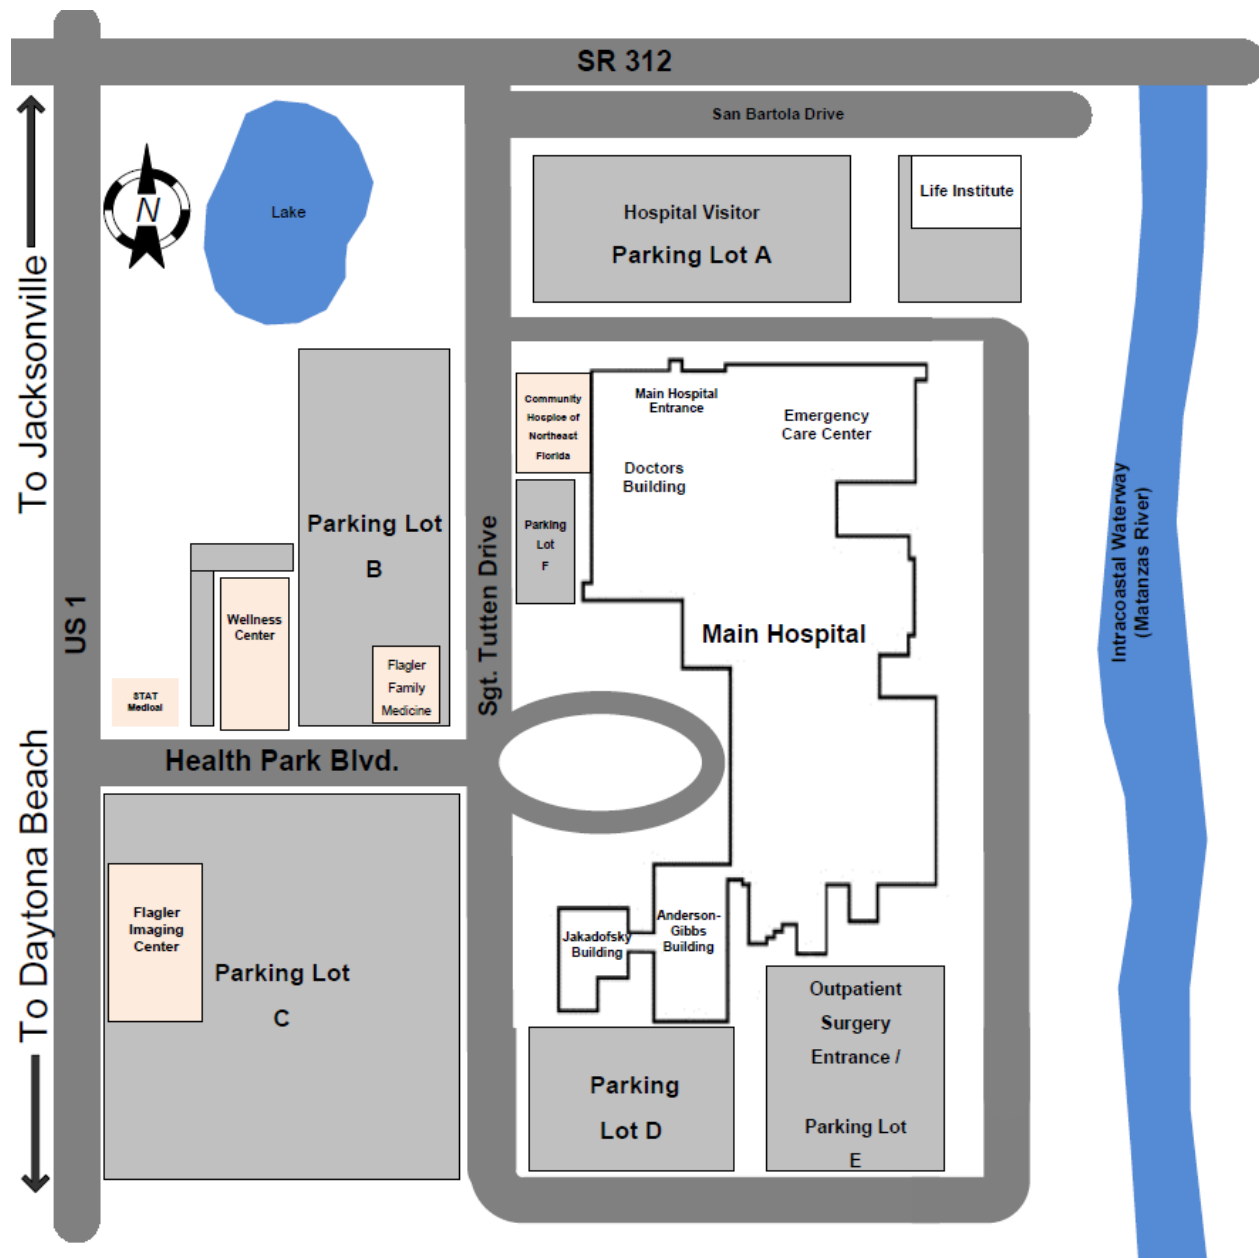 SR 312
San Bartola Drive
To Jacksonville
N
Lake
Hospital Visitor
Parking Lot A
Life Institute
Community
Hospice of
Northeast
Florida
Main Hospital
Entrance
Emergency
Care Center
Doctors
Building
Parking Lot
B
Parking
Lot
F
Sgt. Tutten Drive
US 1
Wellness
Center
Flagler
Family
Medicine
STAT
Medical
Main Hospital
Intracoastal Waterway
(Matanzas River)
Health Park Blvd.
To Daytona Beach
Flagler
Imaging
Center
Parking Lot
C
Jakadofsky
Building
Anderson-
Gibbs
Building
Parking
Lot D
Outpatient
Surgery
Entrance /
Parking Lot
E